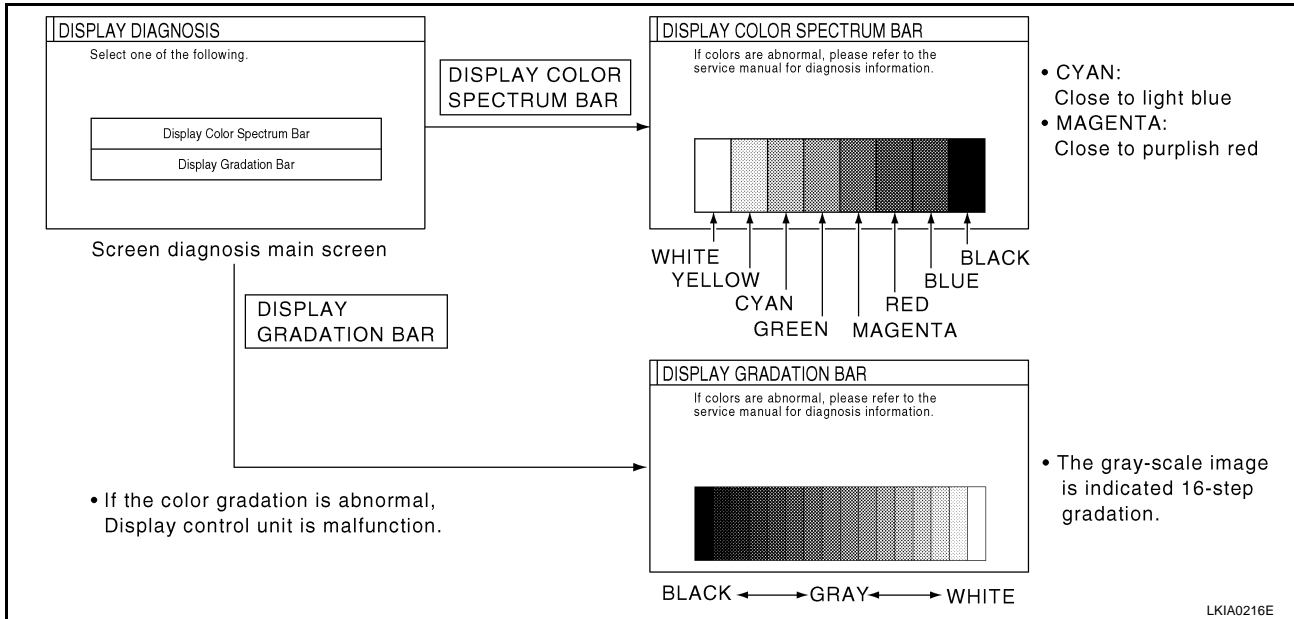 DISPLAY DIAGNOSIS
Select one of the following.
Display Color Spectrum Bar
Display Gradation Bar
Screen diagnosis main screen
DISPLAY COLOR
SPECTRUM BAR
DISPLAY COLOR SPECTRUM BAR
If colors are abnormal, please refer to the
service manual for diagnosis information.
WHITE
YELLOW
CYAN
GREEN
MAGENTA
RED
BLUE
BLACK
• CYAN:
Close to light blue
• MAGENTA:
Close to purplish red
DISPLAY
GRADATION BAR
• If the color gradation is abnormal,
Display control unit is malfunction.
DISPLAY GRADATION BAR
If colors are abnormal, please refer to the
service manual for diagnosis information.
BLACK GRAY WHITE
• The gray-scale image
is indicated 16-step
gradation.
LKIA0216E